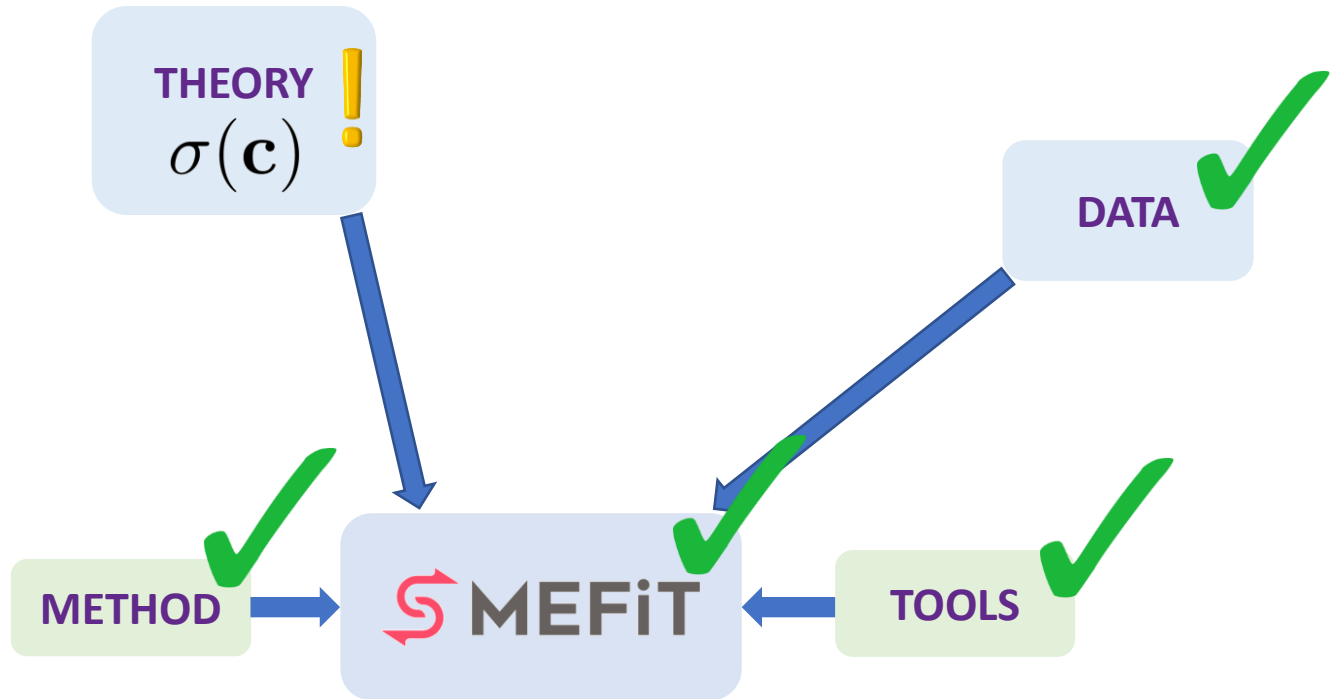 THEORY
σ(c)
DATA
METHOD
SMEFiT
TOOLS